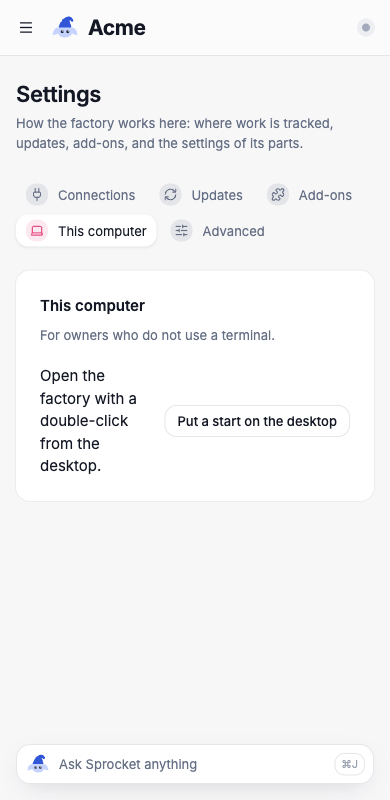 Acme
Settings
How the factory works here: where work is tracked,
updates, add-ons, and the settings of its parts.
Connections
Updates
Add-ons
This computer
Advanced
This computer
For owners who do not use a terminal.
Open the
factory with a
double-click
from the
desktop.
Put a start on the desktop
Ask Sprocket anything
⌘J